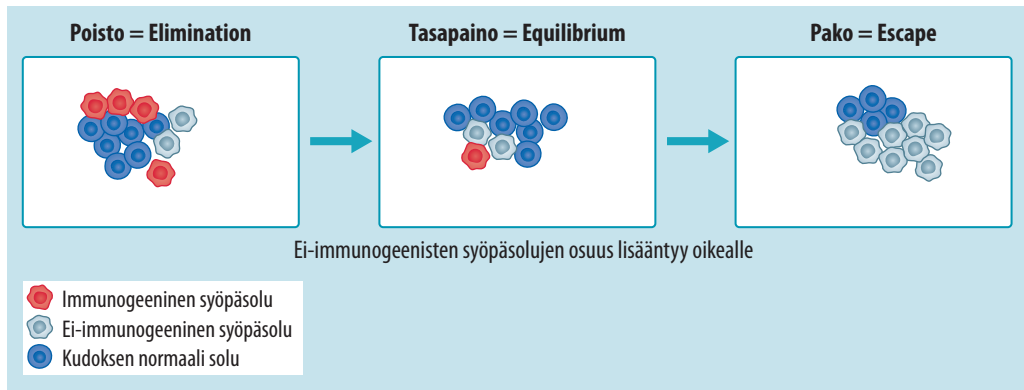 Poisto = Elimination
Tasapaino = Equilibrium
Pako = Escape
Ei-immunogeenisten syöpäsolujen osuus lisääntyy oikealle
Immunogeeninen syöpäsolu
Ei-immunogeeninen syöpäsolu
Kudoksen normaali solu